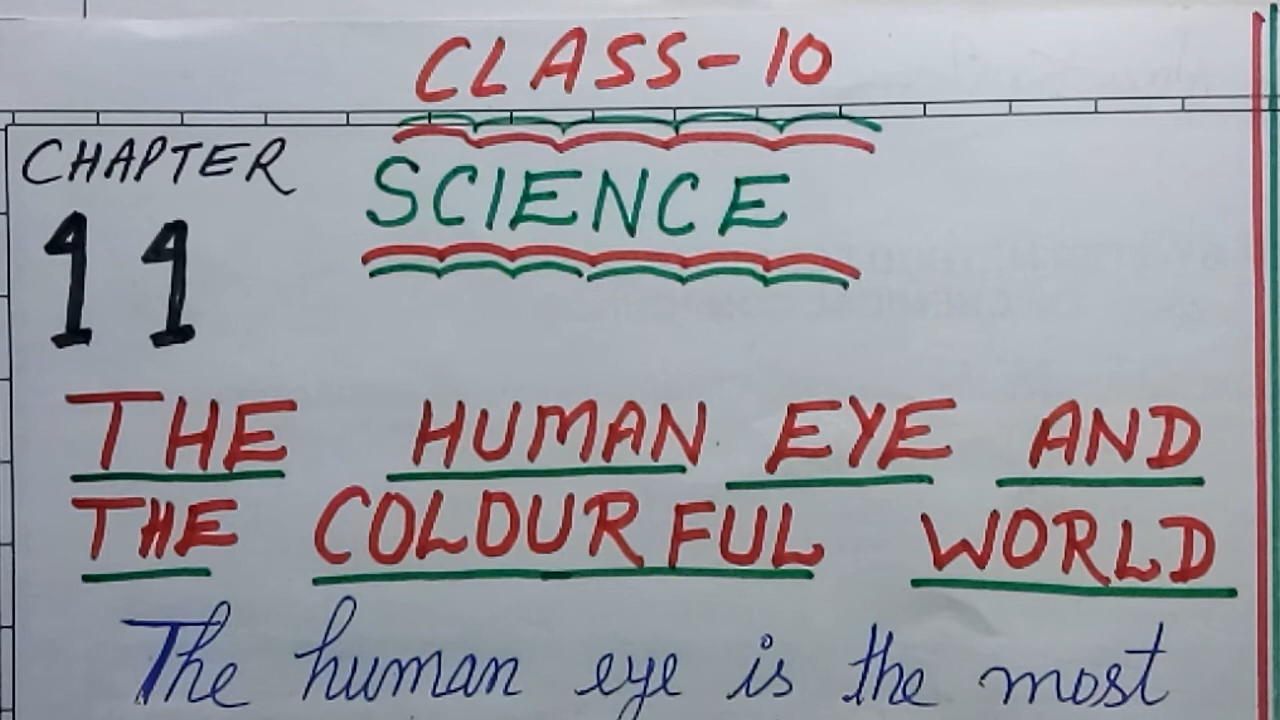 CLASS-10
CHAPTER
SCIENCE
11
THE HUMAN EYE AND
THE COLOURFUL WORLD
The human eye is the most